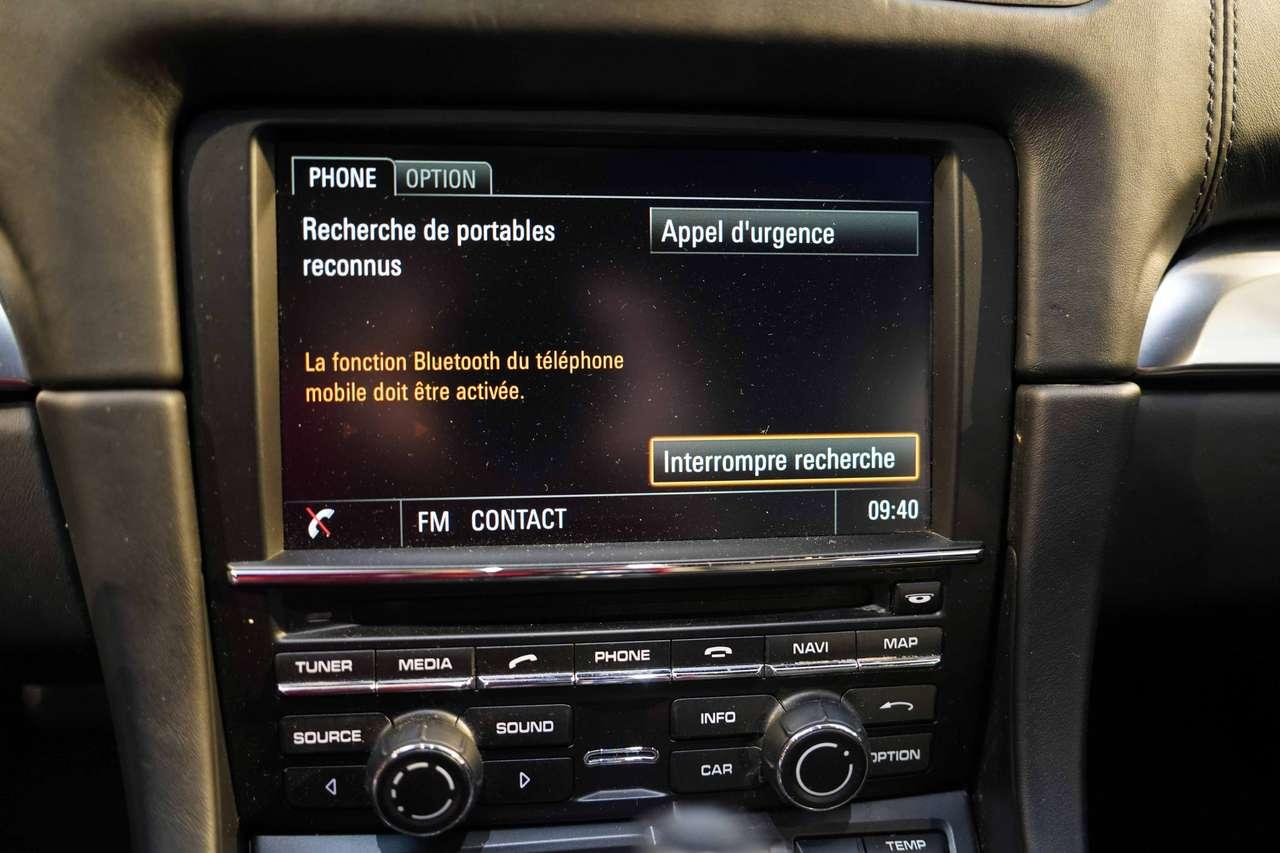 PHONE OPTION
Recherche de portables
reconnus
Appel d'urgence
La fonction Bluetooth du téléphone
mobile doit être activée.
Interrompre recherche
FM CONTACT 09:40
TUNER MEDIA PHONE NAVI MAP
SOURCE SOUND INFO
CAR OPTION
TEMP